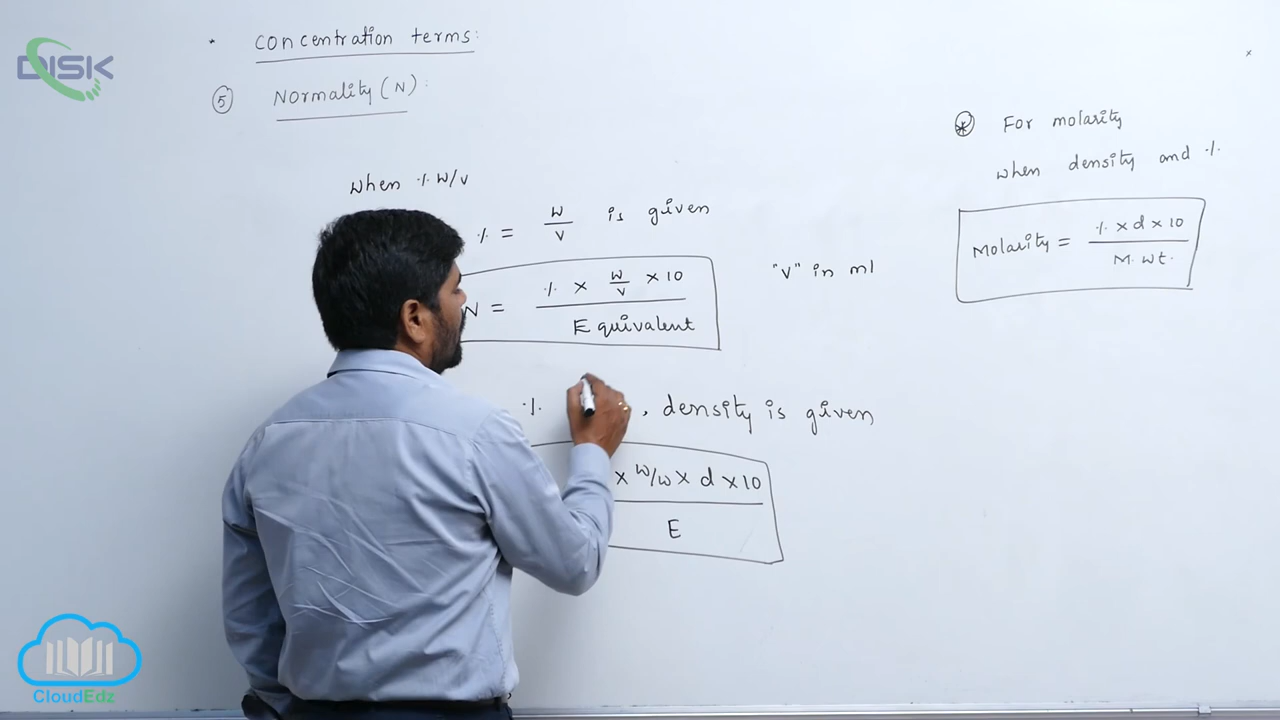 DISK
* Concentration terms:
5 Normality (N):
When % w/v
% = w/v is given
N = % × w/v × 10 / Equivalent
"v" in ml
% , density is given
× w/w × d × 10
E
* For molarity
when density and %
Molarity = % × d × 10 / M. wt.
CloudEdz